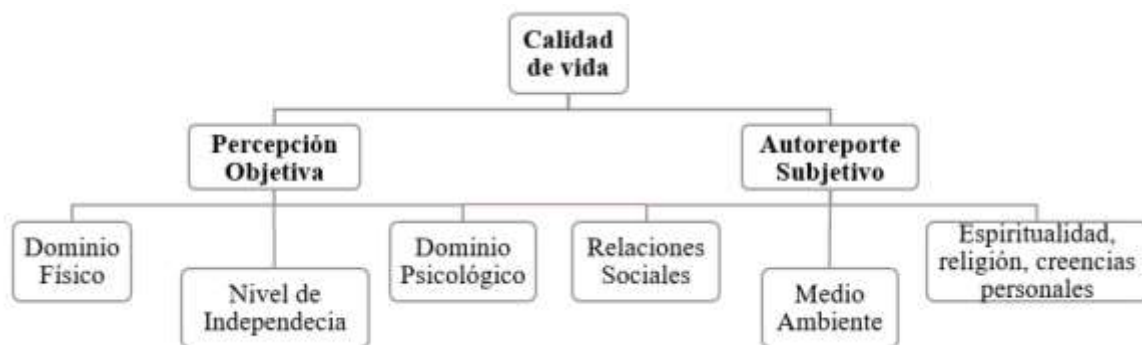 Calidad
de vida
Percepción
Objetiva
Autoreporte
Subjetivo
Dominio
Físico
Nivel de
Independecia
Dominio
Psicológico
Relaciones
Sociales
Medio
Ambiente
Espiritualidad,
religión, creencias
personales